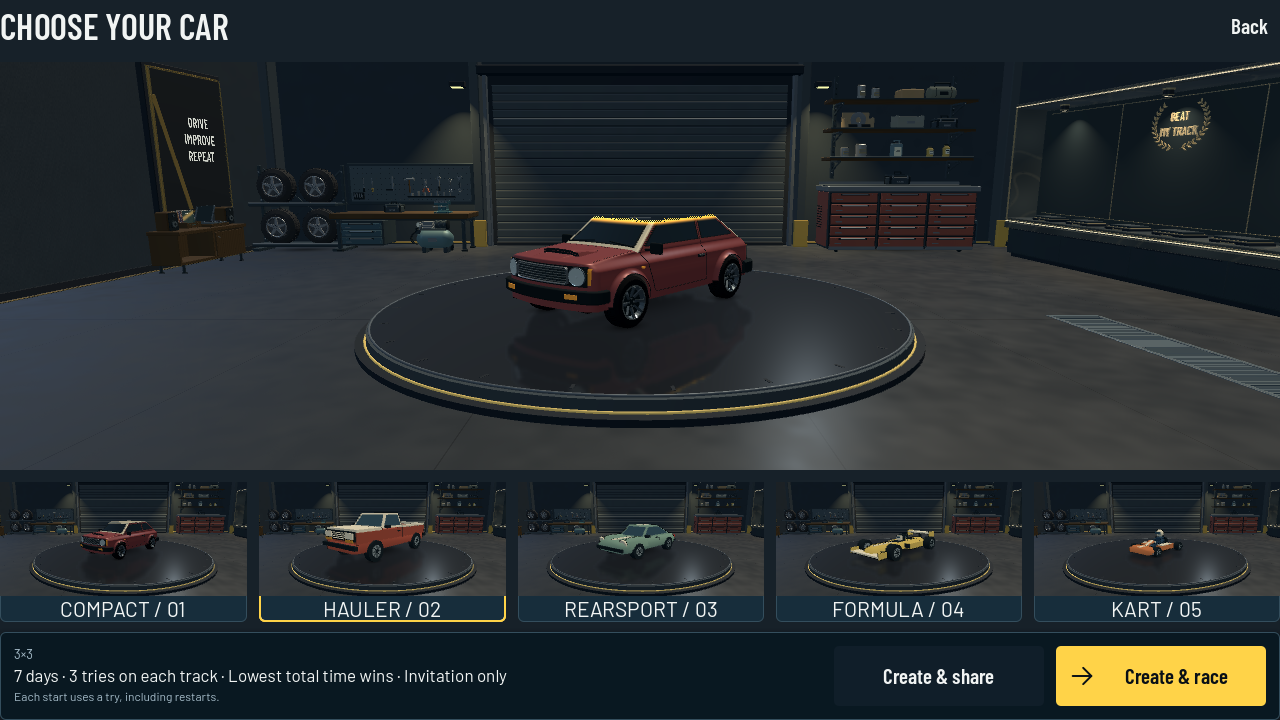 CHOOSE YOUR CAR
Back
DRIVE
IMPROVE
REPEAT
BEAT
MY TRACK
COMPACT / 01
HAULER / 02
REARSPORT / 03
FORMULA / 04
KART / 05
3×3
7 days · 3 tries on each track · Lowest total time wins · Invitation only
Each start uses a try, including restarts.
Create & share
Create & race